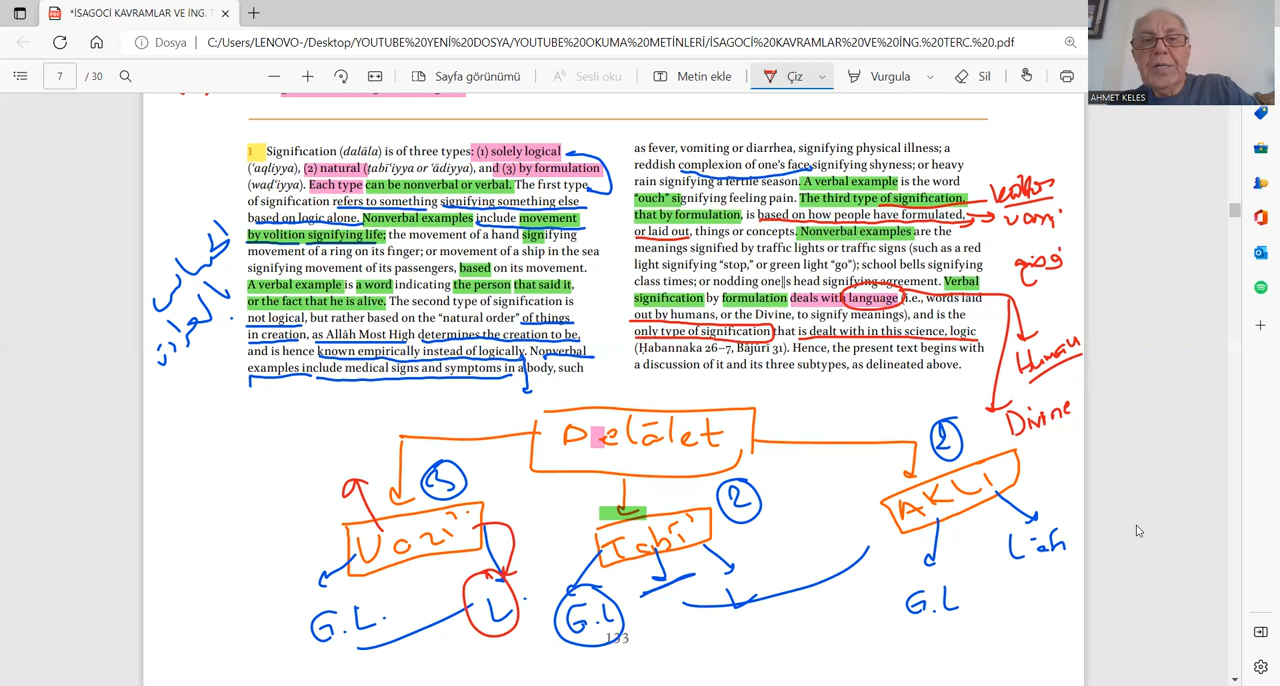 *İSAGOCİ KAVRAMLAR VE İNG. T
Dosya
C:/Users/LENOVO-/Desktop/YOUTUBE%20YENİ%20DOSYA/YOUTUBE%20OKUMA%20METİNLERİ/İSAGOCİ%20KAVRAMLAR%20VE%20İNG.%20TERC.%20.pdf
7 / 30
Sayfa görünümü
Sesli oku
Metin ekle
Çiz
Vurgula
Sil
AHMET KELES
1 Signification (dalāla) is of three types: (1) solely logical
(ʿaqliyya), (2) natural (ṭabīʿiyya or ʿādiyya), and (3) by formulation
(waḍʿiyya). Each type can be nonverbal or verbal. The first type
of signification refers to something signifying something else
based on logic alone. Nonverbal examples include movement
by volition signifying life; the movement of a hand signifying
movement of a ring on its finger; or movement of a ship in the sea
signifying movement of its passengers, based on its movement.
A verbal example is a word indicating the person that said it,
or the fact that he is alive. The second type of signification is
not logical, but rather based on the “natural order” of things
in creation, as Allāh Most High determines the creation to be,
and is hence known empirically instead of logically. Nonverbal
examples include medical signs and symptoms in a body, such
as fever, vomiting or diarrhea, signifying physical illness; a
reddish complexion of one's face signifying shyness; or heavy
rain signifying a fertile season. A verbal example is the word
“ouch” signifying feeling pain. The third type of signification,
that by formulation, is based on how people have formulated,
or laid out, things or concepts. Nonverbal examples are the
meanings signified by traffic lights or traffic signs (such as a red
light signifying “stop,” or green light “go”); school bells signifying
class times; or nodding one||s head signifying agreement. Verbal
signification by formulation deals with language (i.e., words laid
out by humans, or the Divine, to signify meanings), and is the
only type of signification that is dealt with in this science, logic
(Ḥabannaka 26–7, Bājūrī 31). Hence, the present text begins with
a discussion of it and its three subtypes, as delineated above.
Human
Divine
Delâlet
3
2
2
Vazi'
Tabiî
AKLİ
G.L.
L.
G.L
G.L
133